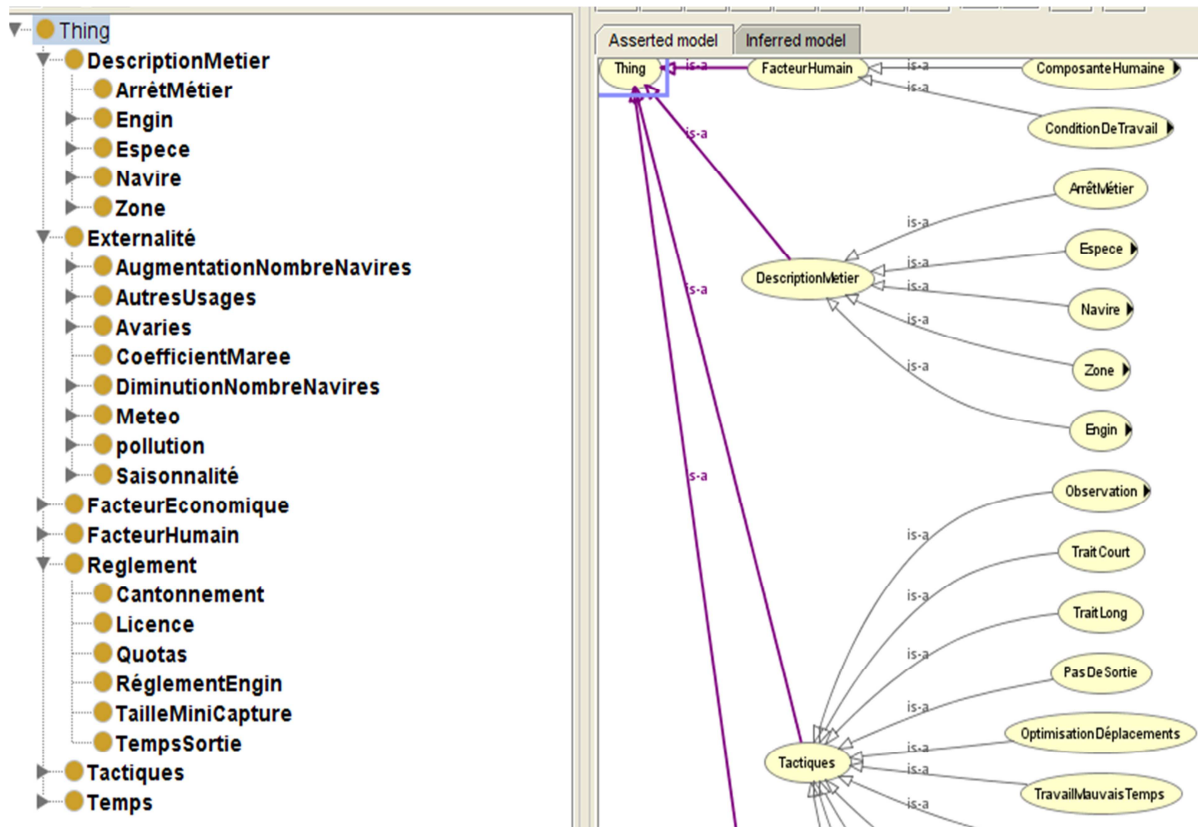 Thing
DescriptionMetier
ArrêtMétier
Engin
Espece
Navire
Zone
Externalité
AugmentationNombreNavires
AutresUsages
Avaries
CoefficientMaree
DiminutionNombreNavires
Meteo
pollution
Saisonnalité
FacteurEconomique
FacteurHumain
Reglement
Cantonnement
Licence
Quotas
RéglementEngin
TailleMiniCapture
TempsSortie
Tactiques
Temps
Asserted model Inferred model
Thing is-a FacteurHumain is-a ComposanteHumaine
is-a
ConditionDeTravail
is-a
ArrêtMétier
is-a
Espece
is-a
DescriptionMetier
is-a
Navire
is-a
is-a
Zone
is-a
Engin
is-a
Observation
is-a
TraitCourt
is-a
TraitLong
is-a
PasDeSortie
is-a
OptimisationDéplacements
is-a
Tactiques
is-a
TravailMauvaisTemps
is-a